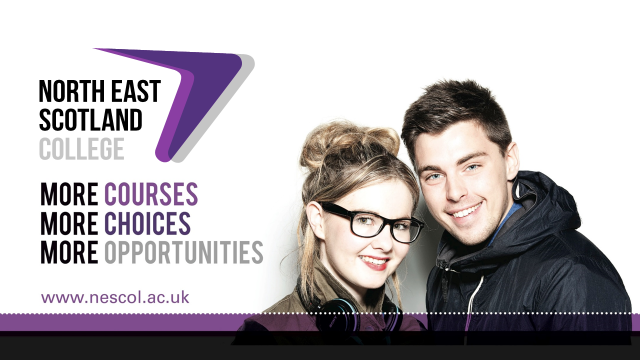 NORTH EAST
SCOTLAND
COLLEGE
MORE COURSES
MORE CHOICES
MORE OPPORTUNITIES
www.nescol.ac.uk